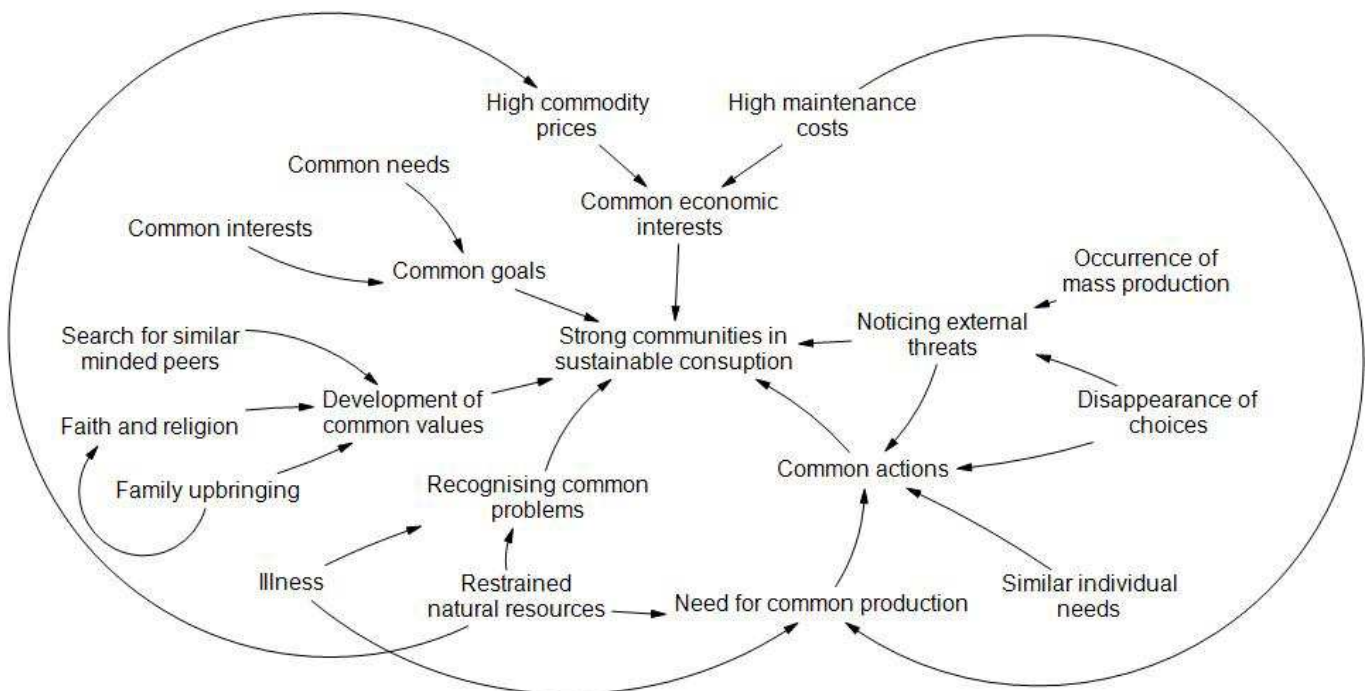 High commodity
prices
High maintenance
costs
Common needs
Common economic
interests
Common interests
Common goals
Occurrence of
mass production
Search for similar
minded peers
Strong communities in
sustainable consuption
Noticing external
threats
Development of
common values
Faith and religion
Disappearance of
choices
Family upbringing
Recognising common
problems
Common actions
Illness
Restrained
natural resources
Need for common production
Similar individual
needs